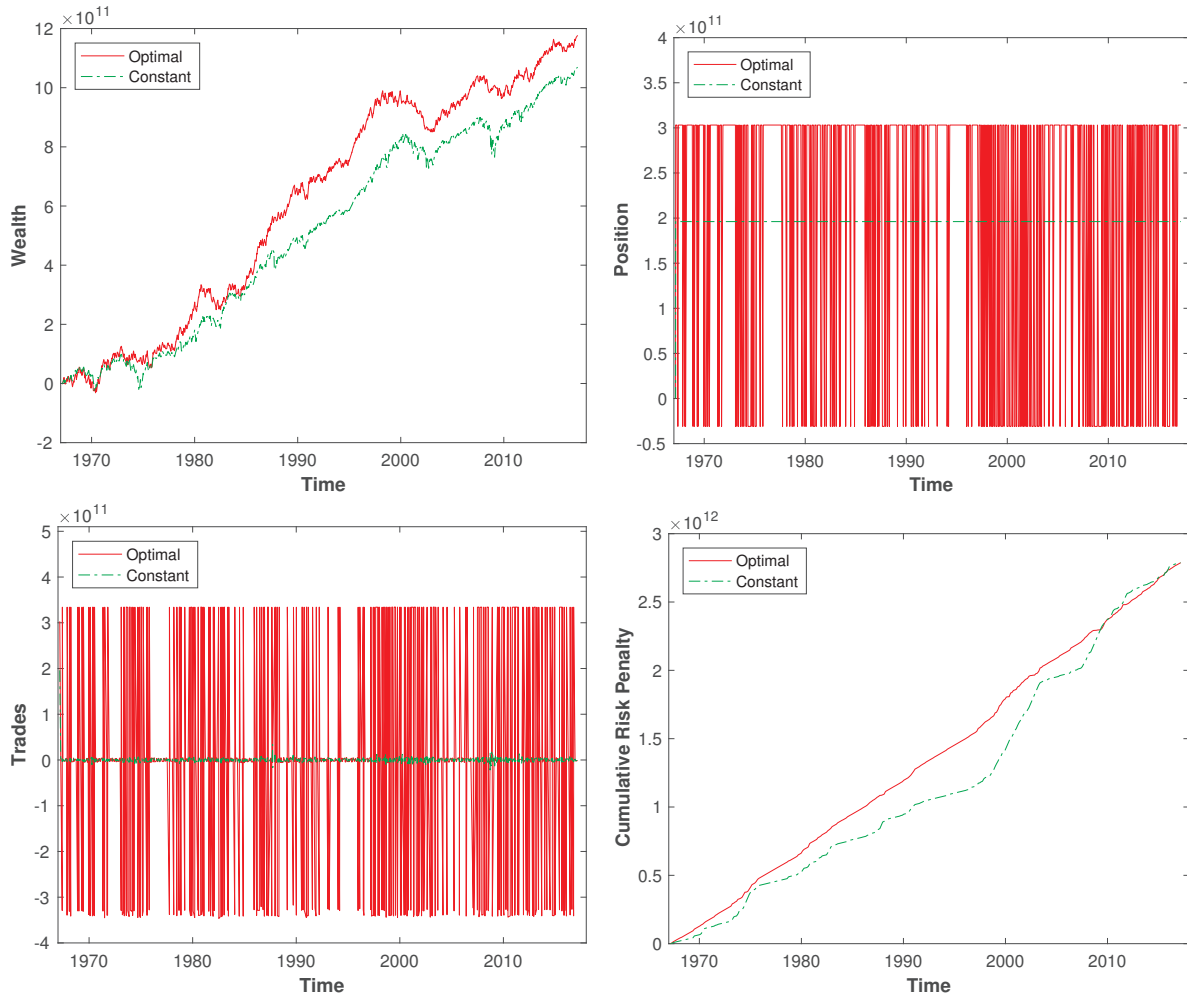 ×10^11
12
10
8
6
4
2
0
-2
Wealth
Optimal
Constant
1970 1980 1990 2000 2010
Time
×10^11
4
3.5
3
2.5
2
1.5
1
0.5
0
-0.5
Position
Optimal
Constant
1970 1980 1990 2000 2010
Time
×10^11
5
4
3
2
1
0
-1
-2
-3
-4
Trades
Optimal
Constant
1970 1980 1990 2000 2010
Time
×10^12
3
2.5
2
1.5
1
0.5
0
Cumulative Risk Penalty
Optimal
Constant
1970 1980 1990 2000 2010
Time